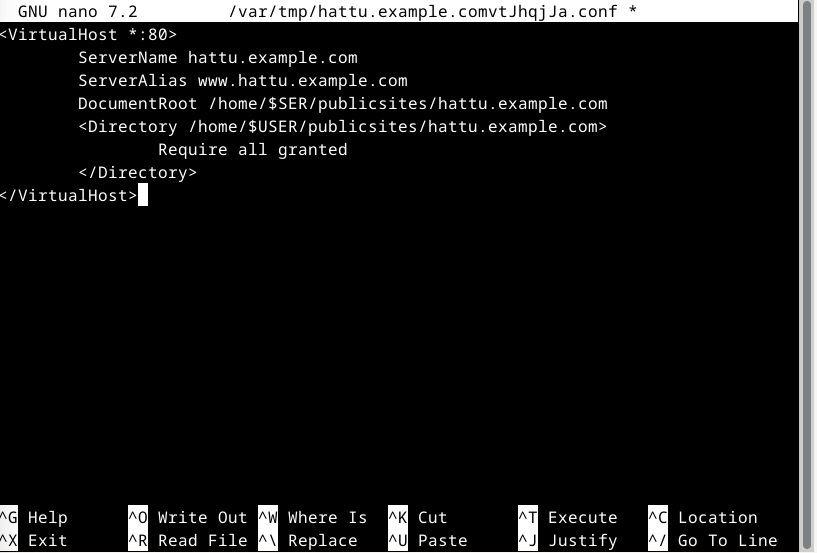 GNU nano 7.2 /var/tmp/hattu.example.comvtJhqjJa.conf *
<VirtualHost *:80>
ServerName hattu.example.com
ServerAlias www.hattu.example.com
DocumentRoot /home/$SER/publicsites/hattu.example.com
<Directory /home/$USER/publicsites/hattu.example.com>
Require all granted
</Directory>
</VirtualHost>
^G Help ^O Write Out ^W Where Is ^K Cut ^T Execute ^C Location
^X Exit ^R Read File ^\ Replace ^U Paste ^J Justify ^/ Go To Line